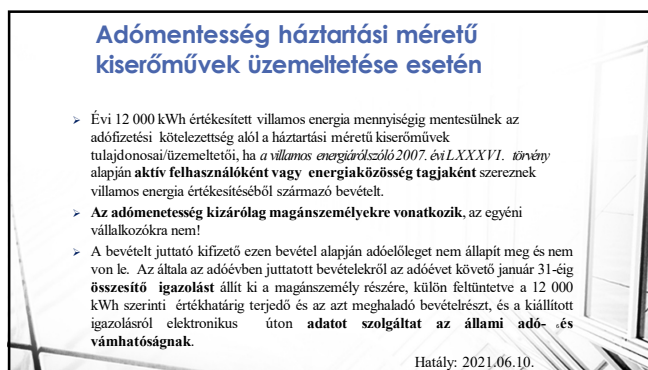 Adómentesség háztartási méretű
kiserőművek üzemeltetése esetén
➢ Évi 12 000 kWh értékesített villamos energia mennyiségig mentesülnek az
adófizetési kötelezettség alól a háztartási méretű kiserőművek
tulajdonosai/üzemeltetői, ha a villamos energiárólszóló 2007. évi LXXXVI. törvény
alapján aktív felhasználóként vagy energiaközösség tagjaként szereznek
villamos energia értékesítéséből származó bevételt.
➢ Az adómenetesség kizárólag magánszemélyekre vonatkozik, az egyéni
vállalkozókra nem!
➢ A bevételt juttató kifizető ezen bevétel alapján adóelőleget nem állapít meg és nem
von le. Az általa az adóévben juttatott bevételekről az adóévet követő január 31-éig
összesítő igazolást állít ki a magánszemély részére, külön feltüntetve a 12 000
kWh szerinti értékhatárig terjedő és az azt meghaladó bevételrészt, és a kiállított
igazolásról elektronikus úton adatot szolgáltat az állami adó- és
vámhatóságnak.
Hatály: 2021.06.10.